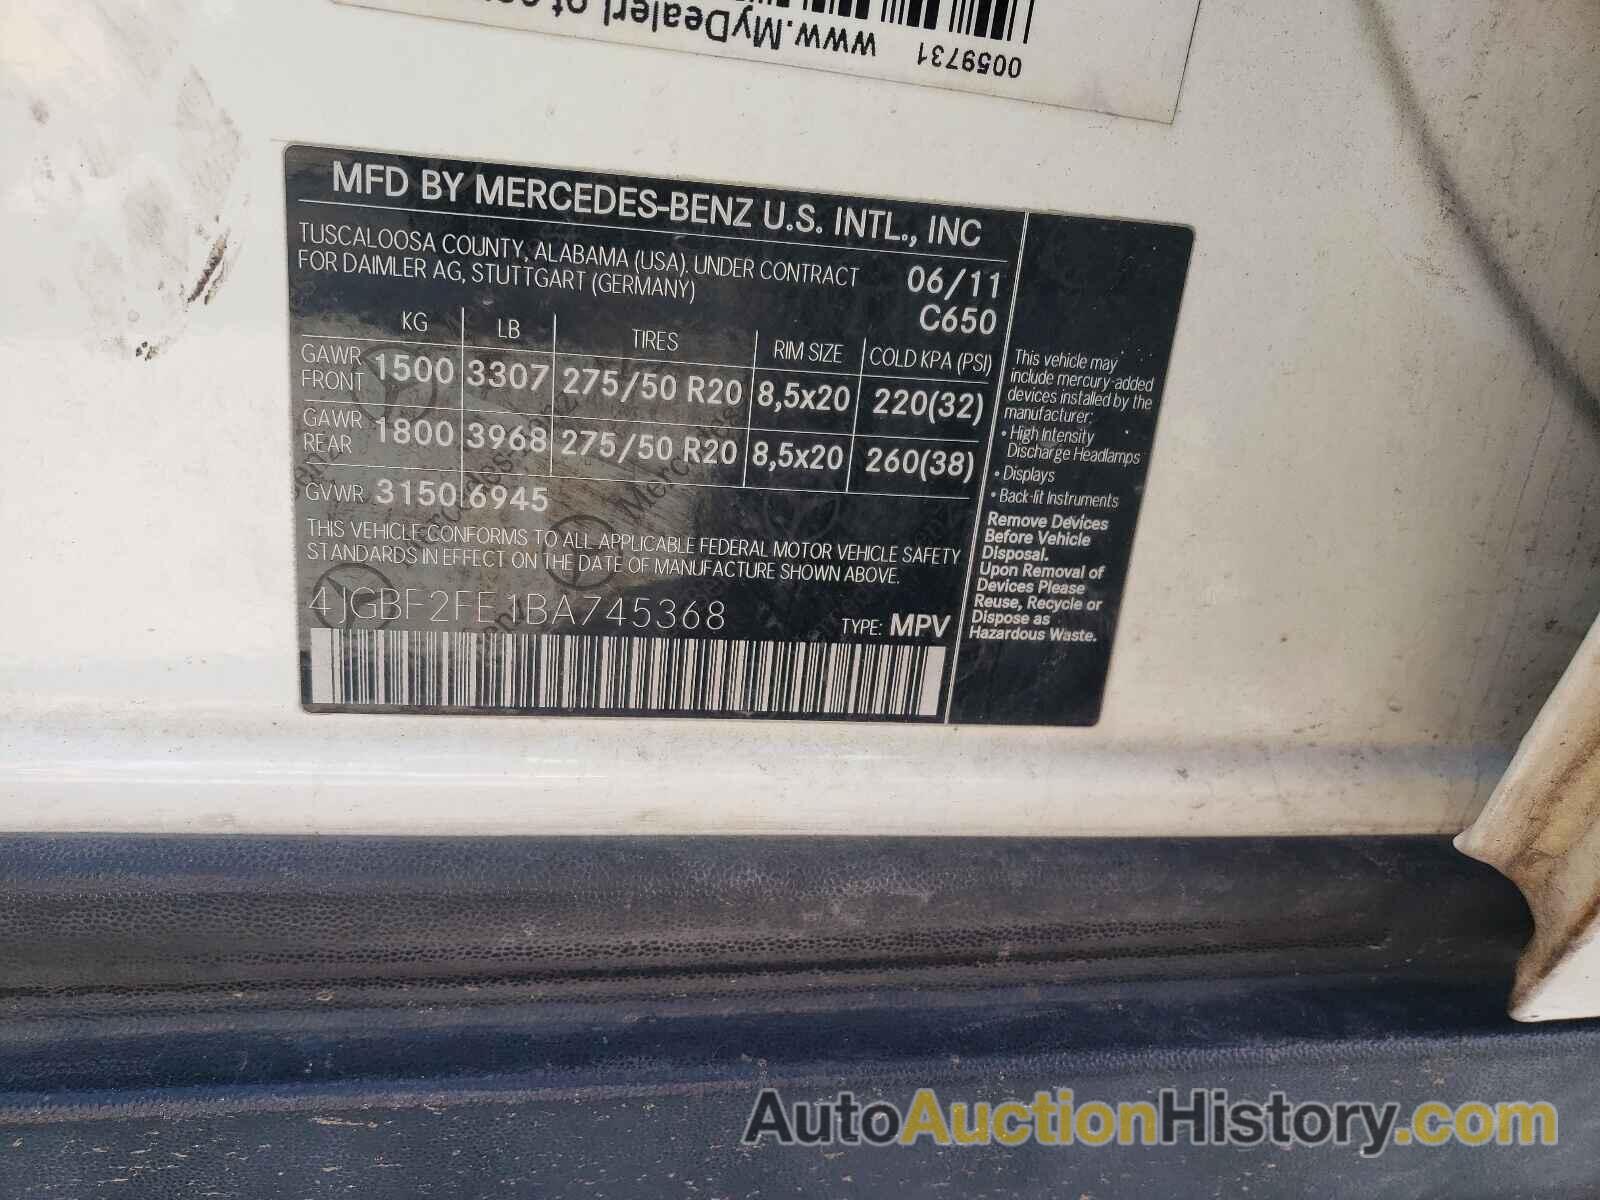 www.MyDealerLot.co
0059731
MFD BY MERCEDES-BENZ U.S. INTL., INC
TUSCALOOSA COUNTY, ALABAMA (USA). UNDER CONTRACT
FOR DAIMLER AG, STUTTGART (GERMANY)
06/11
C650
KG LB TIRES RIM SIZE COLD KPA (PSI)
GAWR
FRONT 1500 3307 275/50 R20 8,5x20 220(32)
GAWR
REAR 1800 3968 275/50 R20 8,5x20 260(38)
GVWR 3150 6945
THIS VEHICLE CONFORMS TO ALL APPLICABLE FEDERAL MOTOR VEHICLE SAFETY
STANDARDS IN EFFECT ON THE DATE OF MANUFACTURE SHOWN ABOVE.
4JGBF2FE1BA745368 TYPE: MPV
This vehicle may
include mercury-added
devices installed by the
manufacturer:
• High Intensity
Discharge Headlamps
• Displays
• Back-lit Instruments
Remove Devices
Before Vehicle
Disposal.
Upon Removal of
Devices Please
Reuse, Recycle or
Dispose as
Hazardous Waste.
AutoAuctionHistory.com